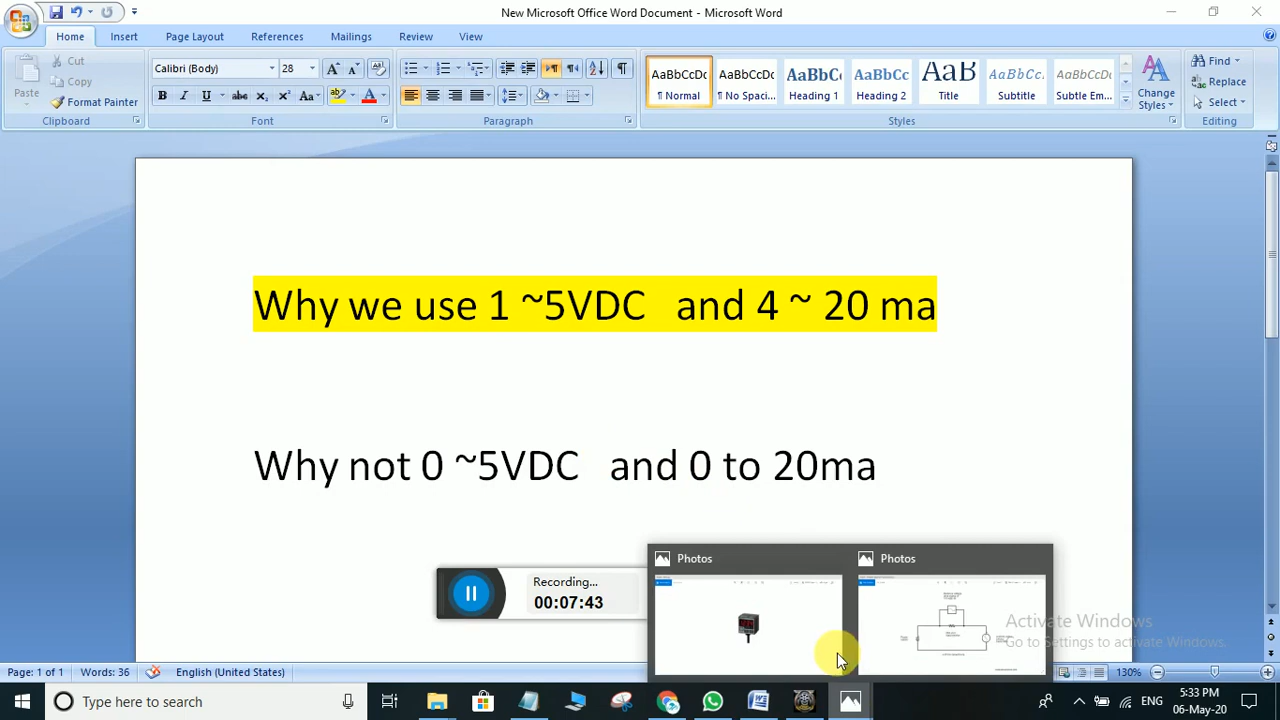 New Microsoft Office Word Document - Microsoft Word
Home Insert Page Layout References Mailings Review View
Paste
Cut
Copy
Format Painter
Clipboard
Calibri (Body) 28
Font
Paragraph
AaBbCcDc AaBbCcDc AaBbC AaBbCc AaB AaBbCc. AaBbCcDc
¶ Normal ¶ No Spaci... Heading 1 Heading 2 Title Subtitle Subtle Em...
Styles
Change Styles
Find
Replace
Select
Editing
Why we use 1 ~5VDC and 4 ~ 20 ma
Why not 0 ~5VDC and 0 to 20ma
Recording...
00:07:43
Photos
Photos
Activate Windows
Go to Settings to activate Windows.
Page: 1 of 1 Words: 36 English (United States) 130%
Type here to search
ENG
5:33 PM
06-May-20